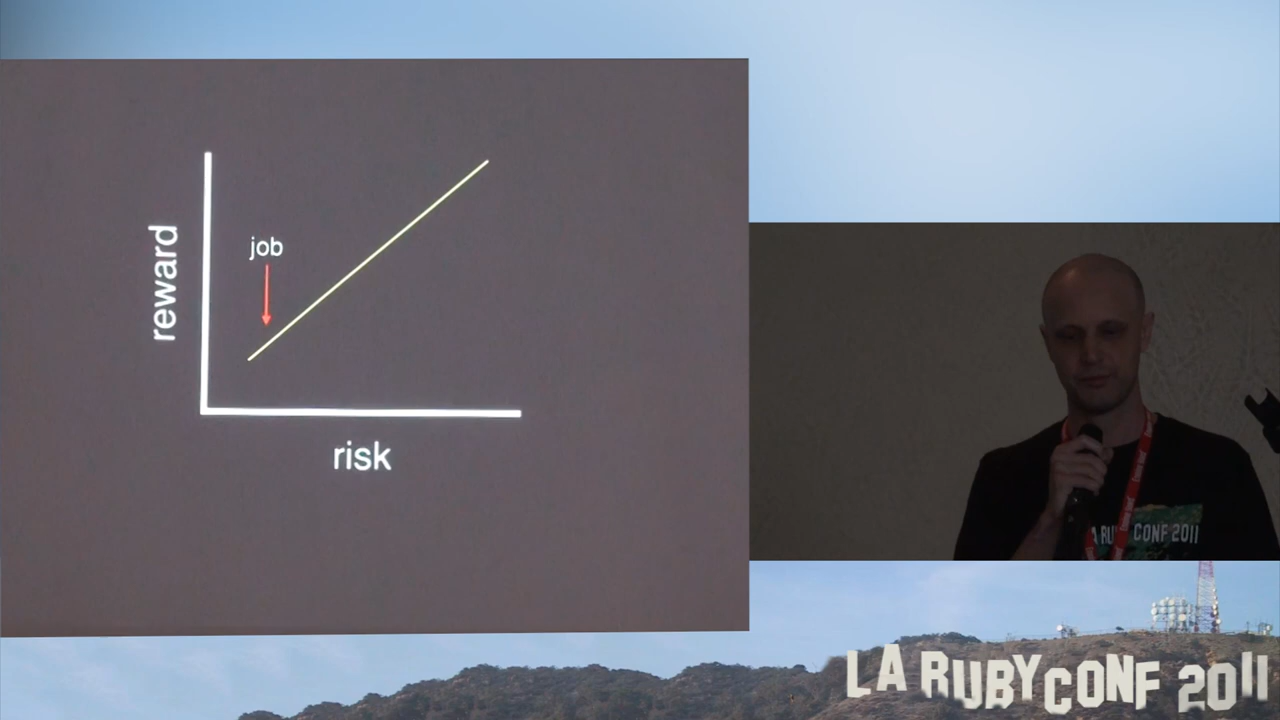 job
reward
risk
LA RUBY CONF 2011
LA RUBYCONF 2011